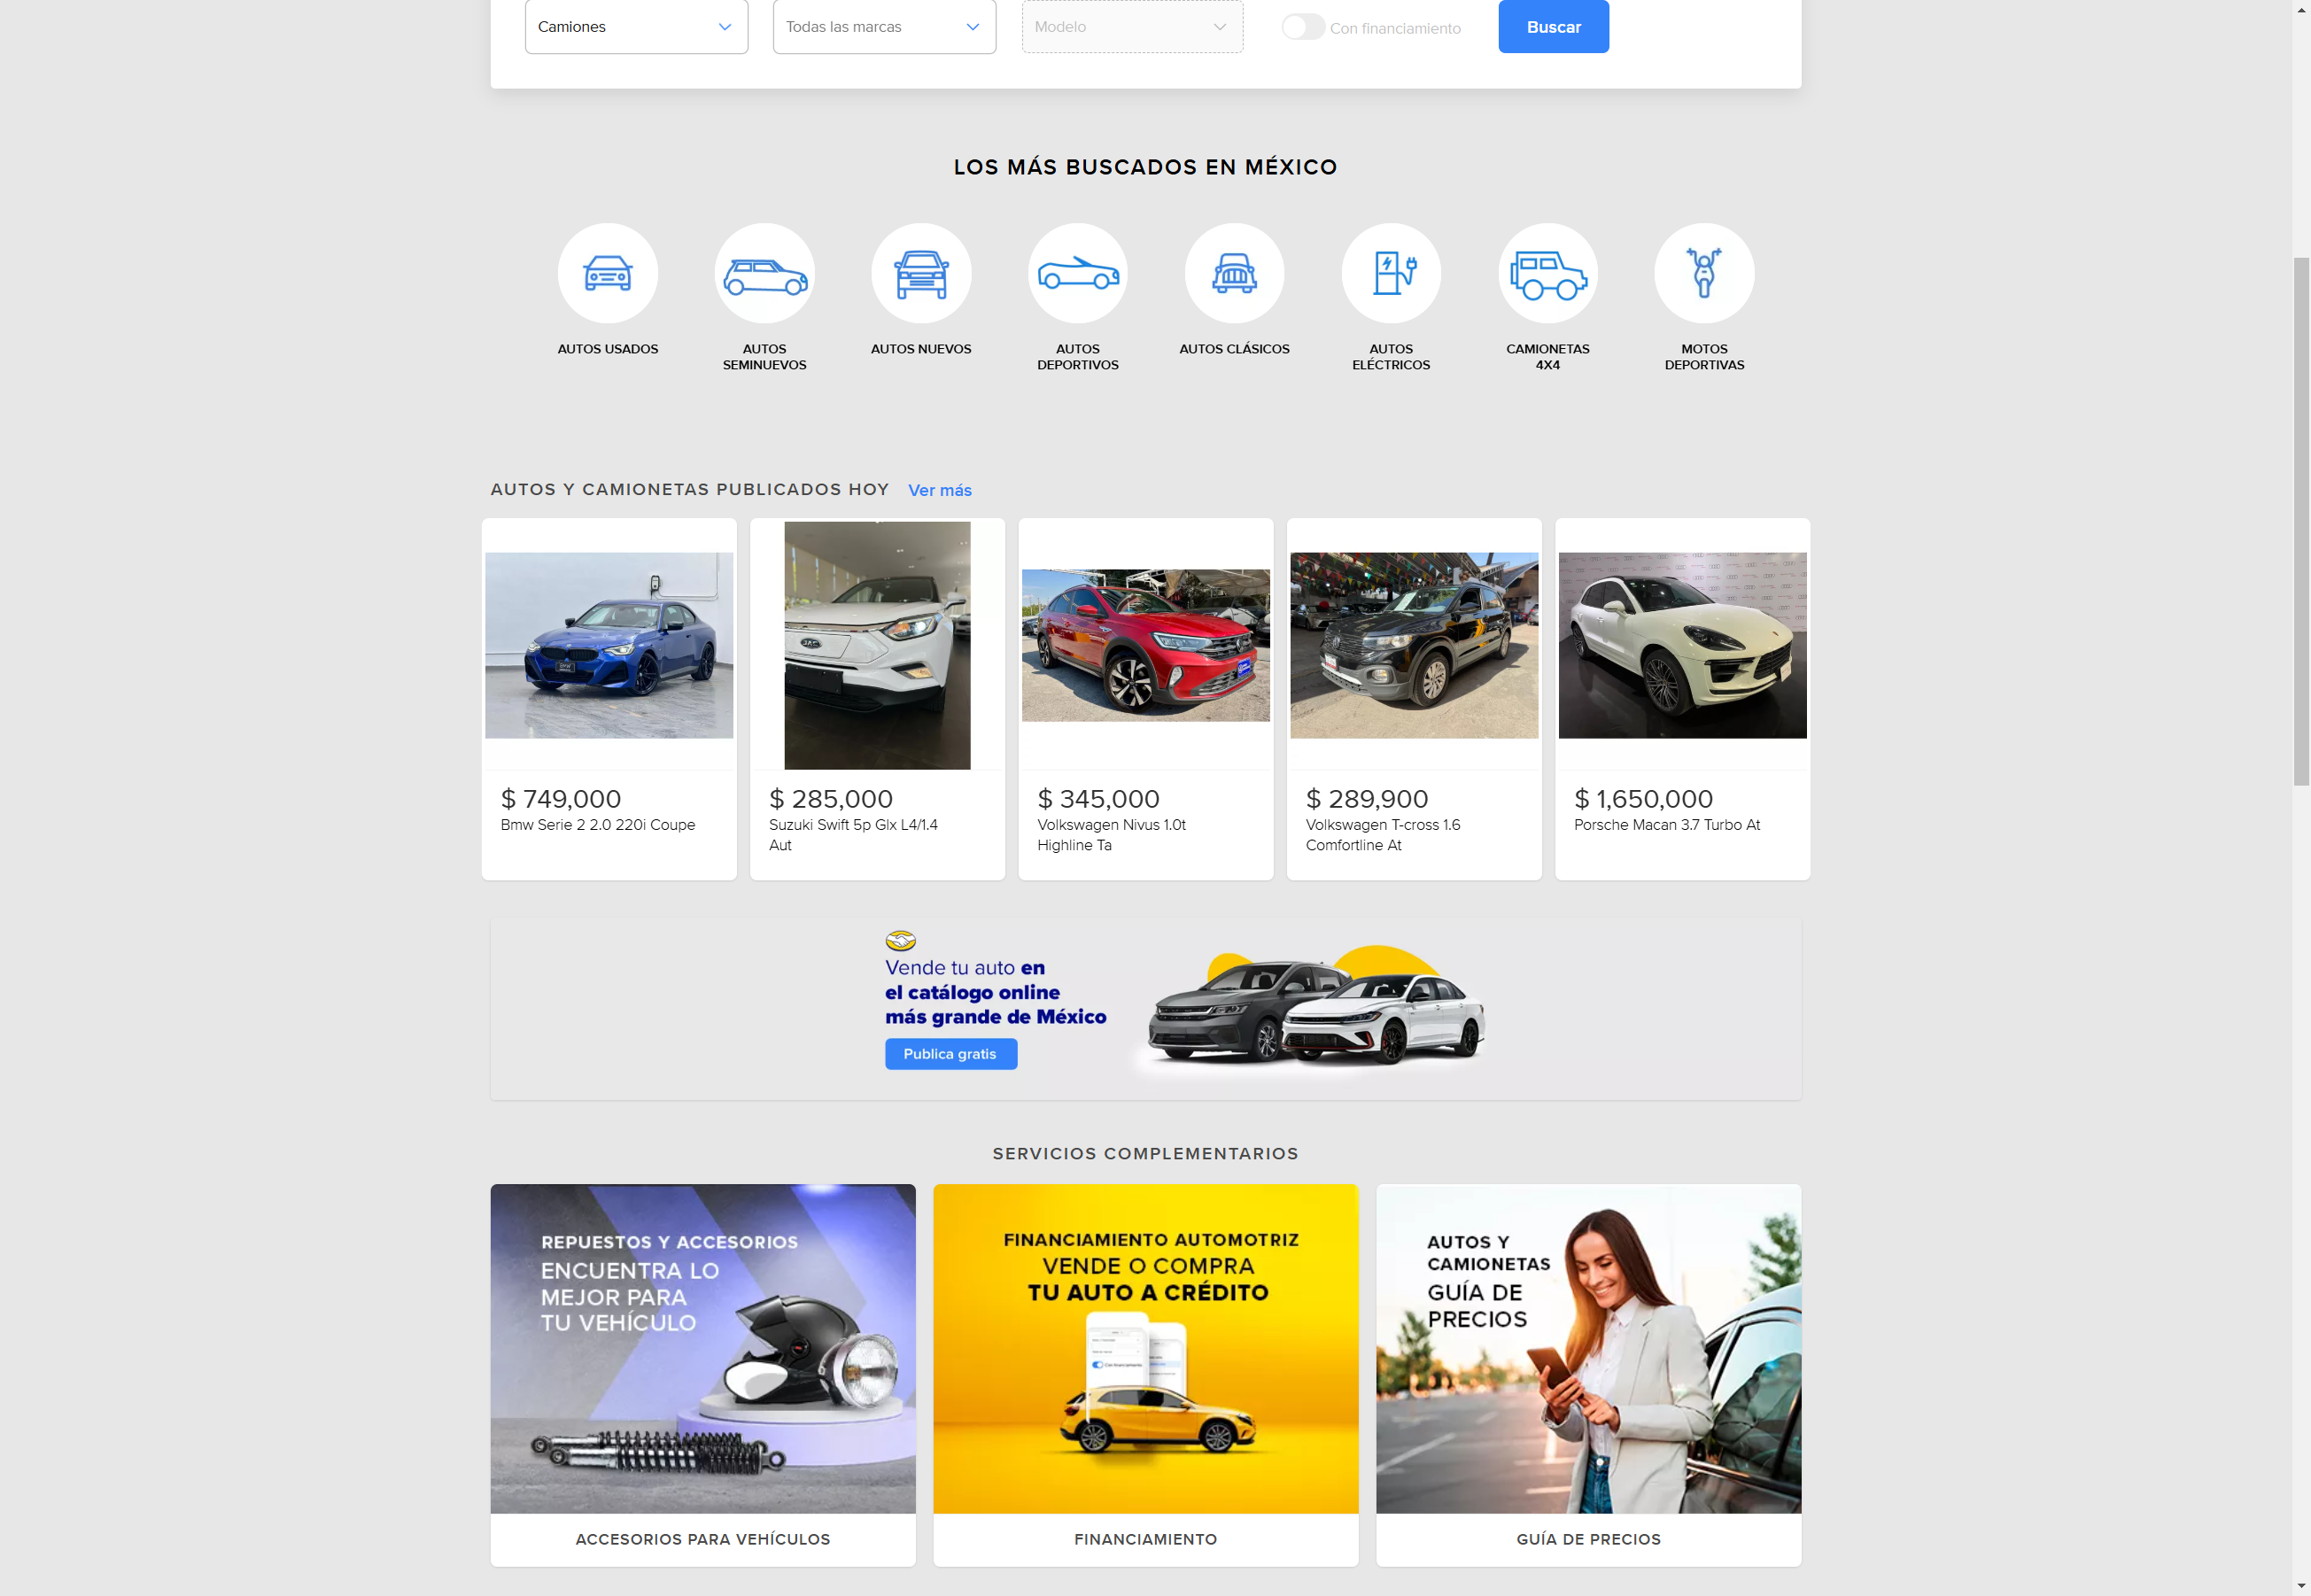 Camiones
Todas las marcas
Modelo
Con financiamiento
Buscar
LOS MÁS BUSCADOS EN MÉXICO
AUTOS USADOS
AUTOS
SEMINUEVOS
AUTOS NUEVOS
AUTOS
DEPORTIVOS
AUTOS CLÁSICOS
AUTOS
ELÉCTRICOS
CAMIONETAS
4X4
MOTOS
DEPORTIVAS
AUTOS Y CAMIONETAS PUBLICADOS HOY Ver más
JAC
$ 749,000
Bmw Serie 2 2.0 220i Coupe
$ 285,000
Suzuki Swift 5p Glx L4/1.4
Aut
$ 345,000
Volkswagen Nivus 1.0t
Highline Ta
$ 289,900
Volkswagen T-cross 1.6
Comfortline At
$ 1,650,000
Porsche Macan 3.7 Turbo At
Vende tu auto en
el catálogo online
más grande de México
Publica gratis
SERVICIOS COMPLEMENTARIOS
REPUESTOS Y ACCESORIOS
ENCUENTRA LO
MEJOR PARA
TU VEHÍCULO
ACCESORIOS PARA VEHÍCULOS
FINANCIAMIENTO AUTOMOTRIZ
VENDE O COMPRA
TU AUTO A CRÉDITO
Con financiamiento
FINANCIAMIENTO
AUTOS Y
CAMIONETAS
GUÍA DE
PRECIOS
GUÍA DE PRECIOS